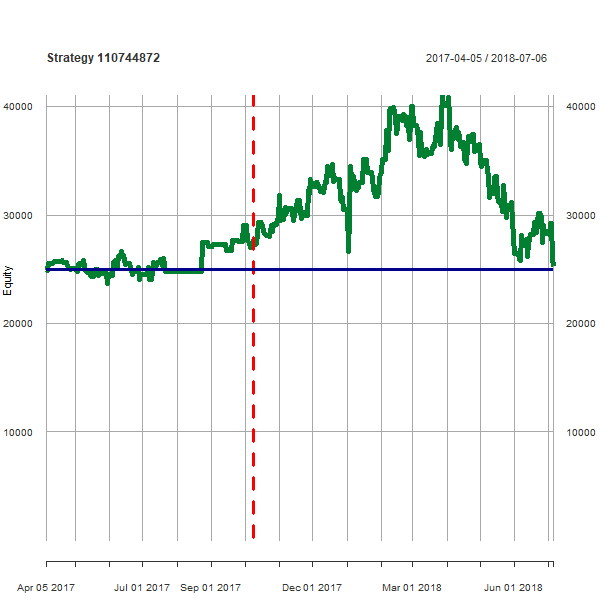 Strategy 110744872
2017-04-05 / 2018-07-06
40000
40000
30000
30000
Equity
20000
20000
10000
10000
Apr 05 2017
Jul 01 2017
Sep 01 2017
Dec 01 2017
Mar 01 2018
Jun 01 2018